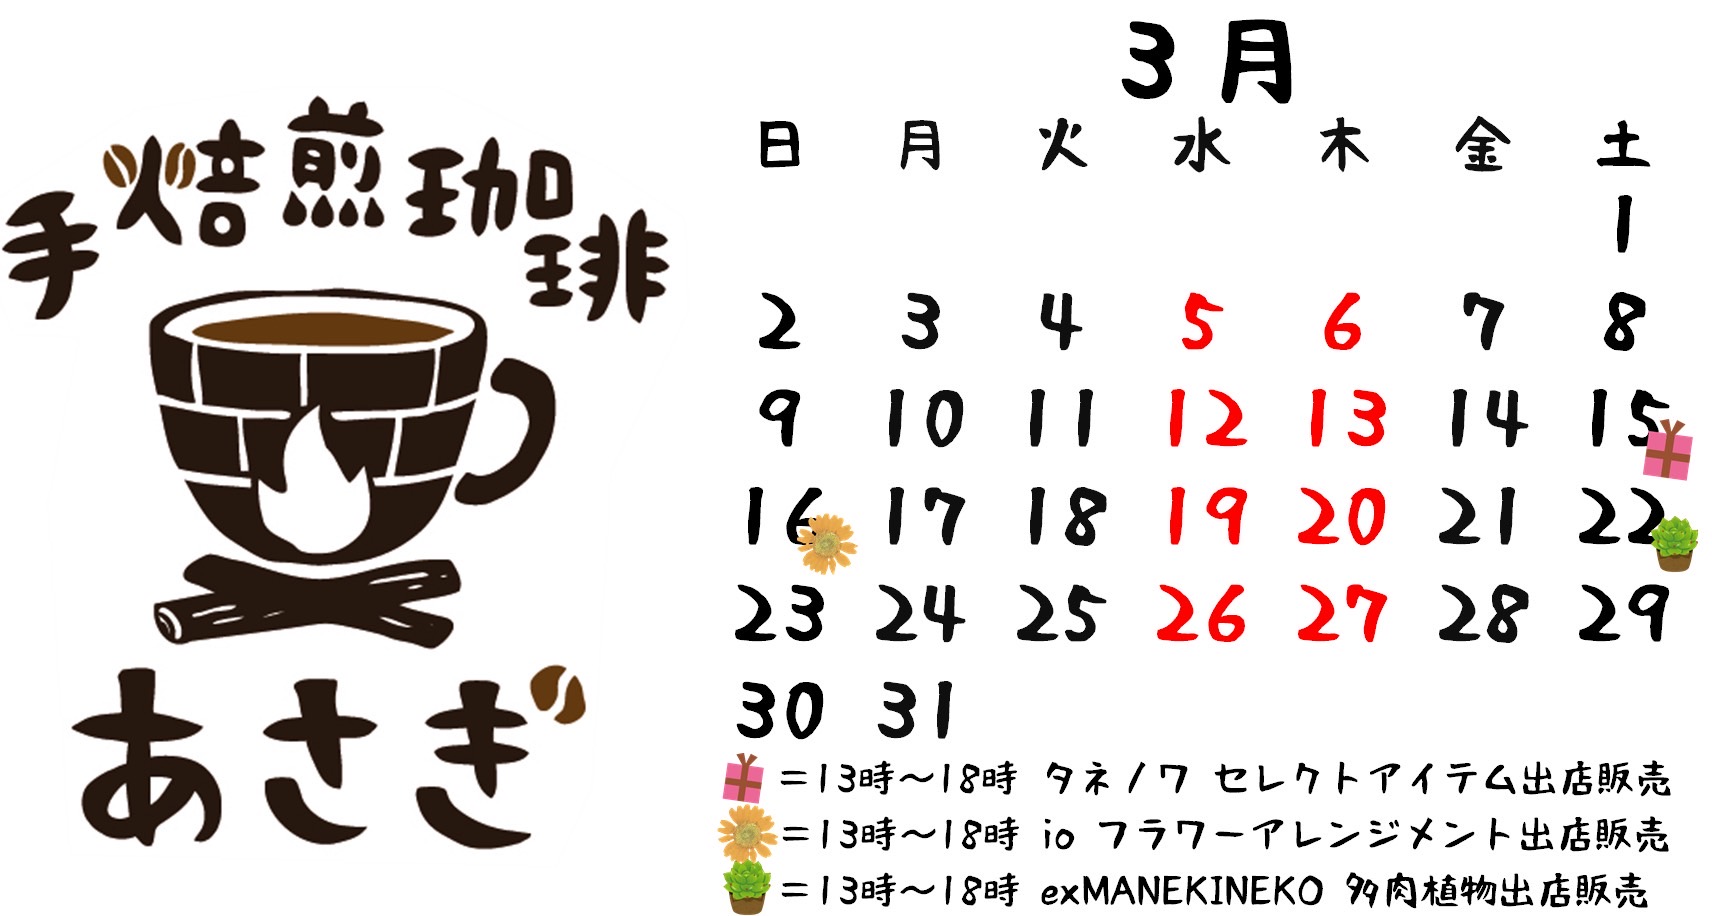 手焙煎珈琲
あさぎ
3月
日 月 火 水 木 金 土
1
2 3 4 5 6 7 8
9 10 11 12 13 14 15
16 17 18 19 20 21 22
23 24 25 26 27 28 29
30 31
=13時～18時 タネノワ セレクトアイテム出店販売
=13時～18時 io フラワーアレンジメント出店販売
=13時～18時 exMANEKINEKO 多肉植物出店販売